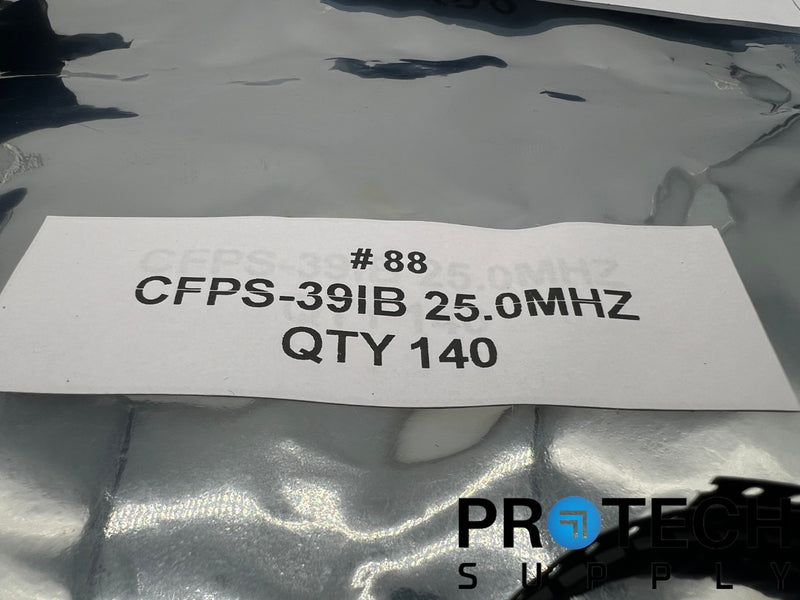 # 88
CFPS-39IB 25.0MHZ
QTY 140
PROTECH
SUPPLY